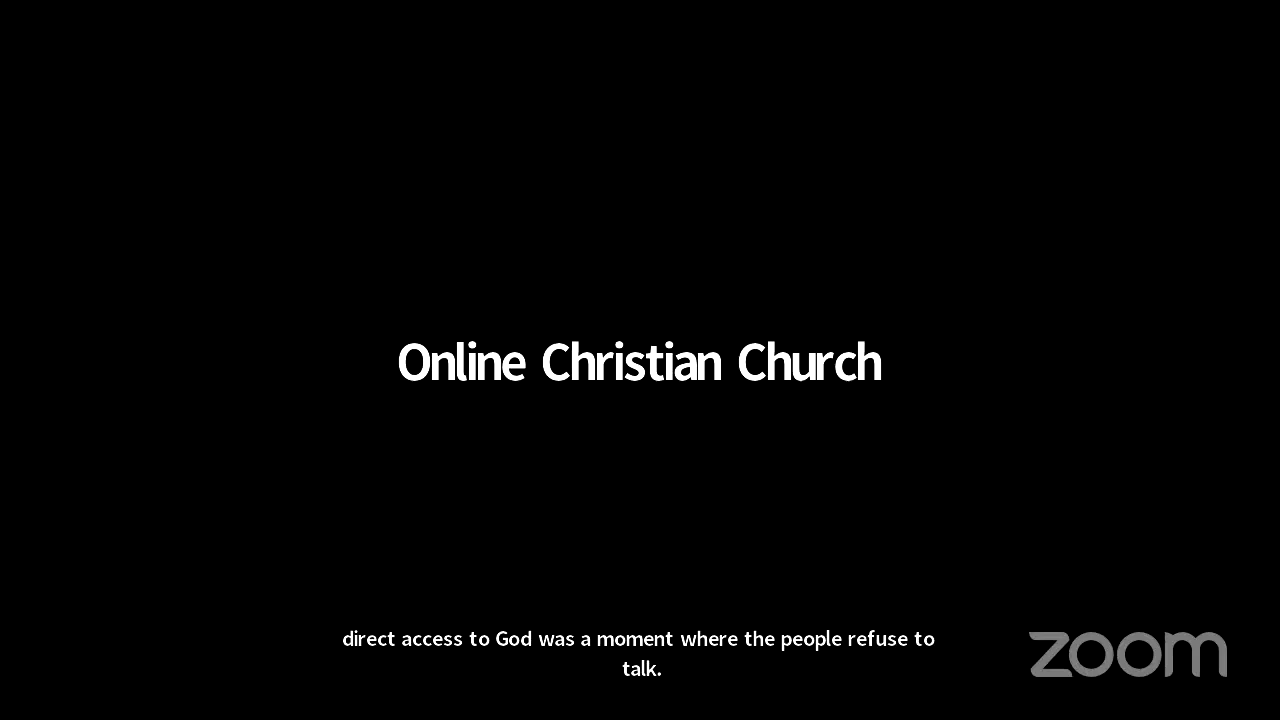 Online Christian Church
direct access to God was a moment where the people refuse to
talk.
zoom